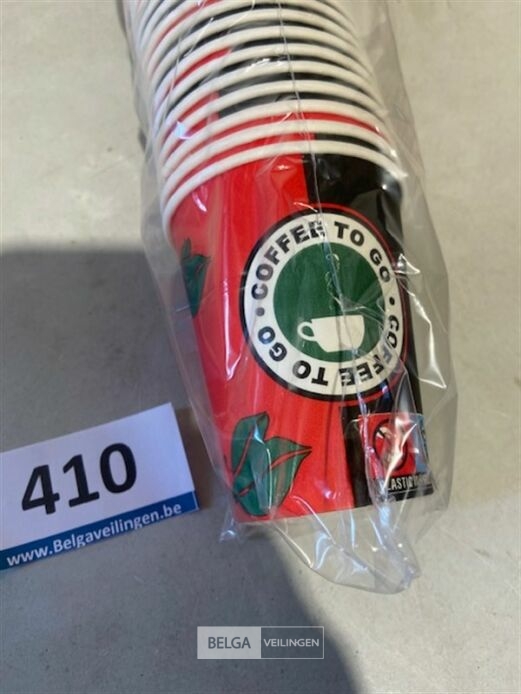 COFFEE TO GO • COFFEE TO GO •
410
www.Belgaveilingen.be
BELGA VEILINGEN